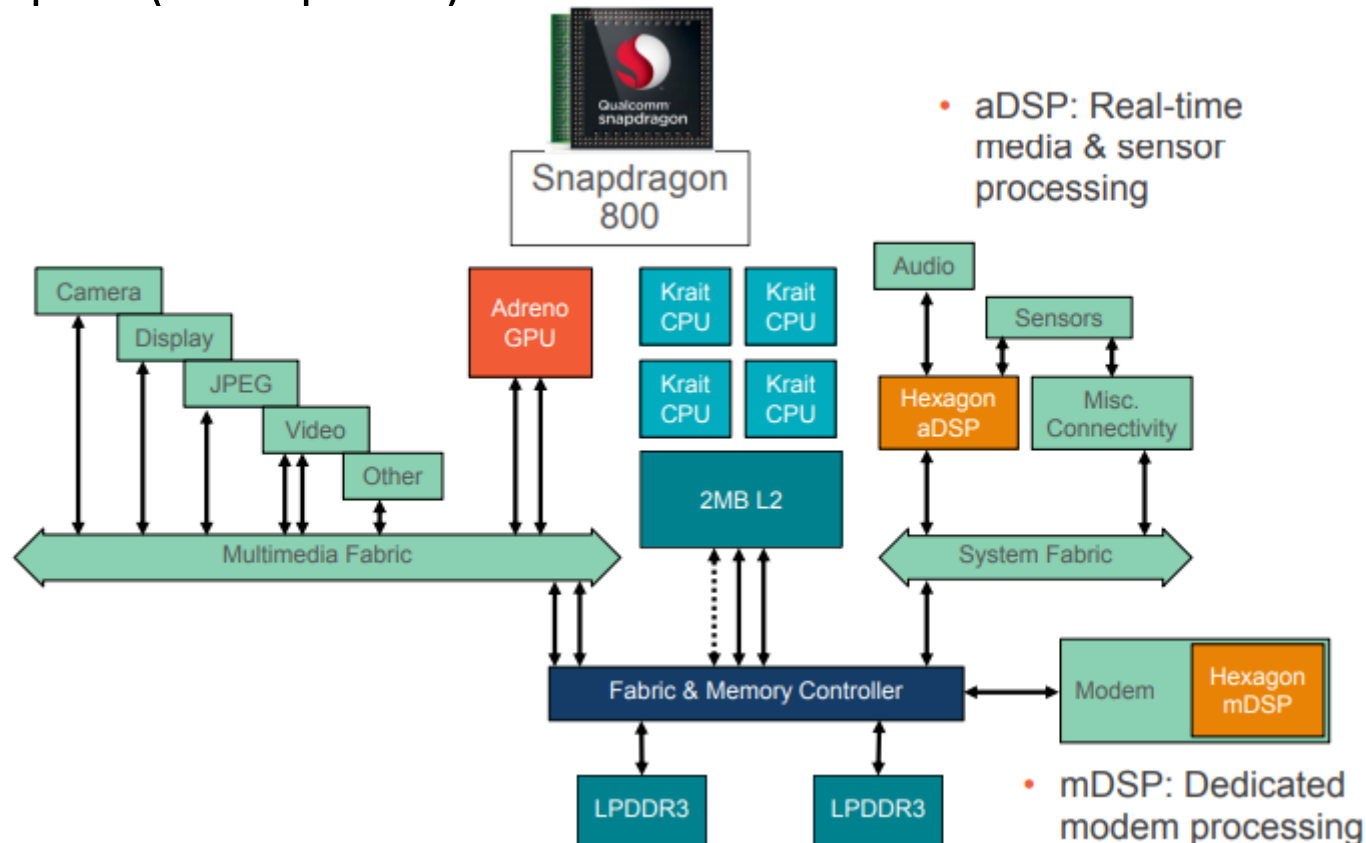 Qualcomm
snapdragon
Snapdragon
800
• aDSP: Real-time
media & sensor
processing
Camera
Display
JPEG
Video
Other
Adreno
GPU
Krait
CPU
Krait
CPU
Krait
CPU
Krait
CPU
2MB L2
Audio
Sensors
Hexagon
aDSP
Misc.
Connectivity
Multimedia Fabric
System Fabric
Fabric & Memory Controller
Modem
Hexagon
mDSP
LPDDR3
LPDDR3
• mDSP: Dedicated
modem processing